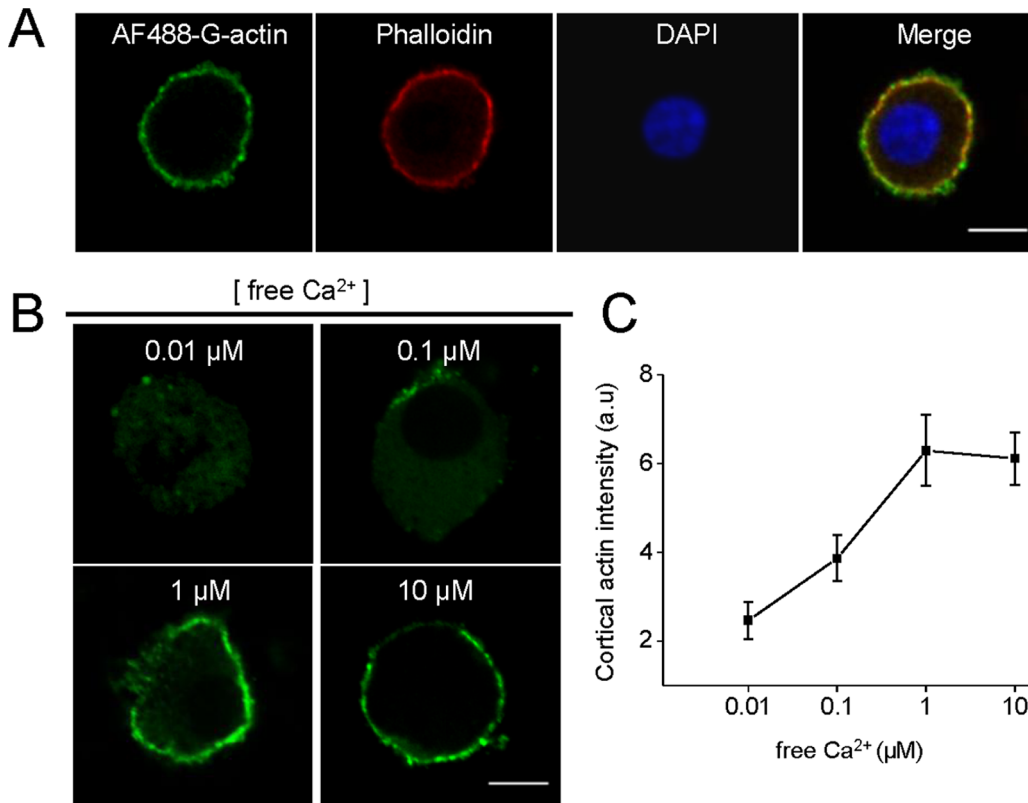 A
AF488-G-actin
Phalloidin
DAPI
Merge
B
[ free Ca²⁺ ]
0.01 µM
0.1 µM
1 µM
10 µM
C
Cortical actin intensity (a.u)
8
6
4
2
0.01 0.1 1 10
free Ca²⁺ (µM)